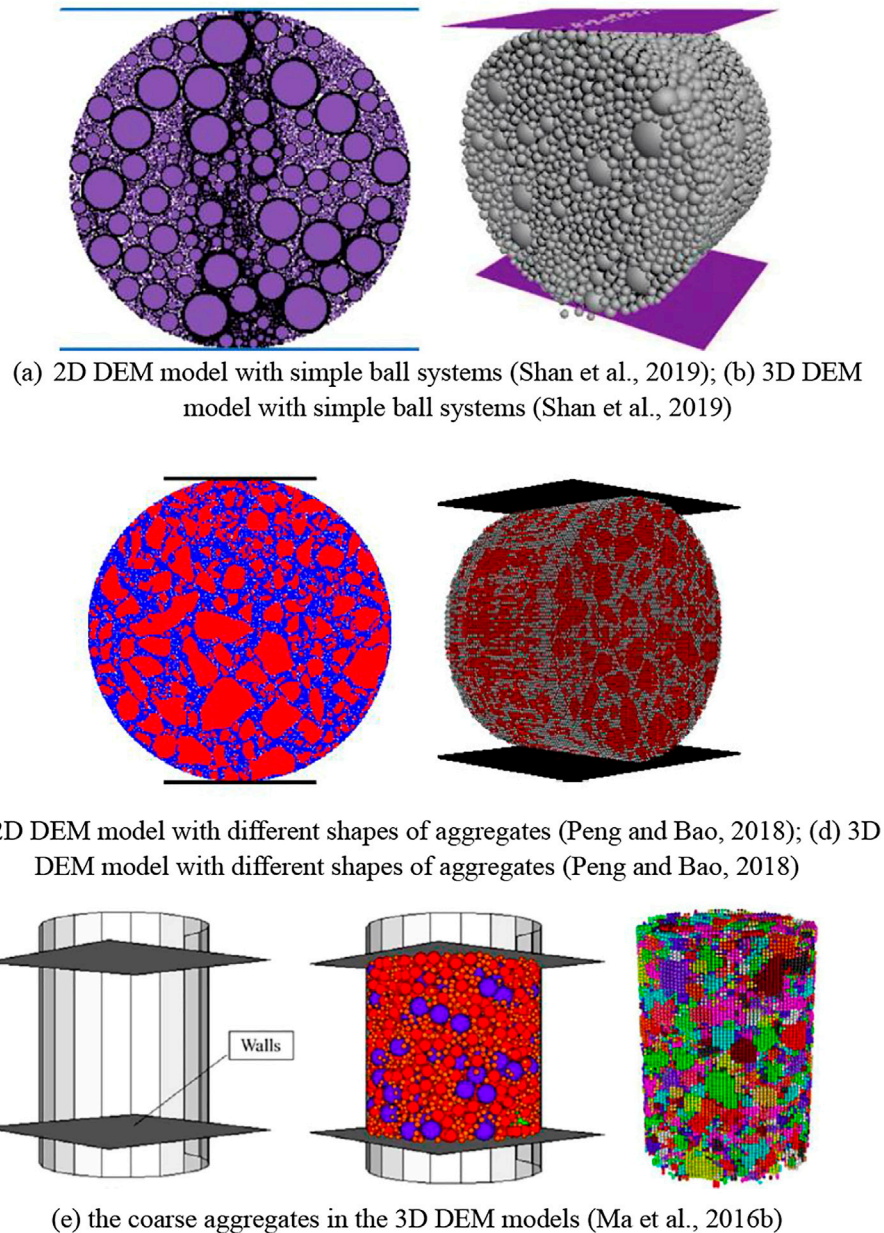 (a) 2D DEM model with simple ball systems (Shan et al., 2019); (b) 3D DEM
model with simple ball systems (Shan et al., 2019)
2D DEM model with different shapes of aggregates (Peng and Bao, 2018); (d) 3D
DEM model with different shapes of aggregates (Peng and Bao, 2018)
Walls
(e) the coarse aggregates in the 3D DEM models (Ma et al., 2016b)